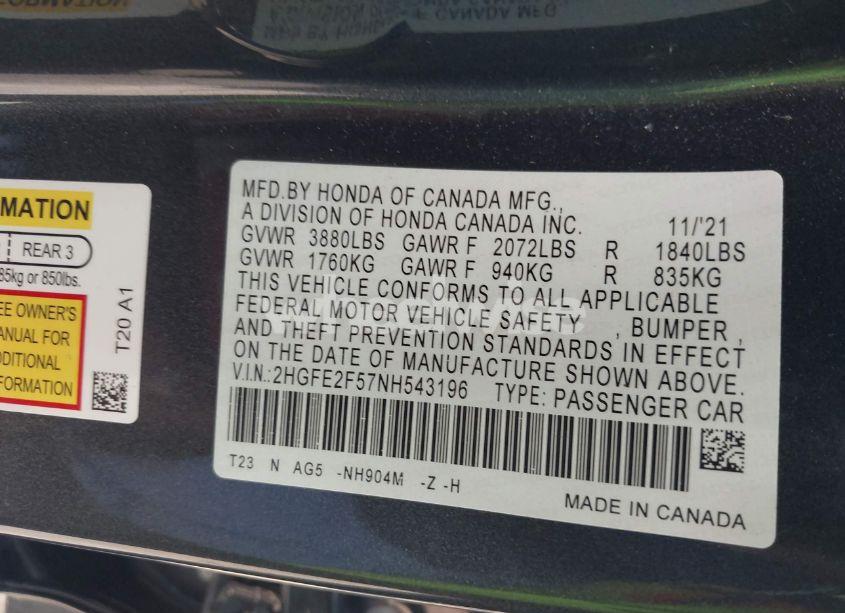 MFD.BY HONDA OF CANADA MFG.,
A DIVISION OF HONDA CANADA INC. 11/'21
GVWR 3880LBS GAWR F 2072LBS R 1840LBS
GVWR 1760KG GAWR F 940KG R 835KG
THIS VEHICLE CONFORMS TO ALL APPLICABLE
FEDERAL MOTOR VEHICLE SAFETY , BUMPER ,
AND THEFT PREVENTION STANDARDS IN EFFECT
ON THE DATE OF MANUFACTURE SHOWN ABOVE.
V.I.N.:2HGFE2F57NH543196 TYPE: PASSENGER CAR
T23 N AG5 -NH904M -Z -H
MADE IN CANADA
RMATION
REAR 3
85kg or 850lbs.
EE OWNER'S
ANUAL FOR
DDITIONAL
FORMATION
T20 A1